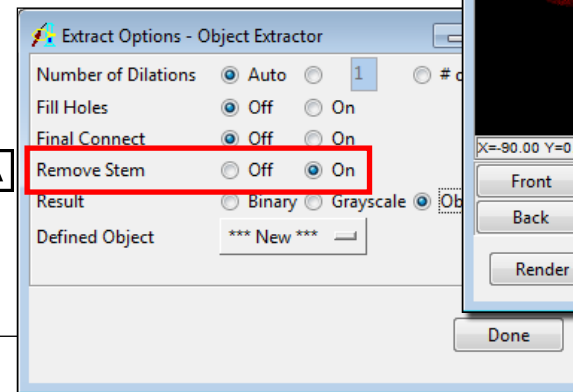 Extract Options - Object Extractor
Number of Dilations Auto 1 #
Fill Holes Off On
Final Connect Off On
Remove Stem Off On
Result Binary Grayscale
Defined Object *** New ***
Done
X=-90.00 Y=0
Front
Back
Render